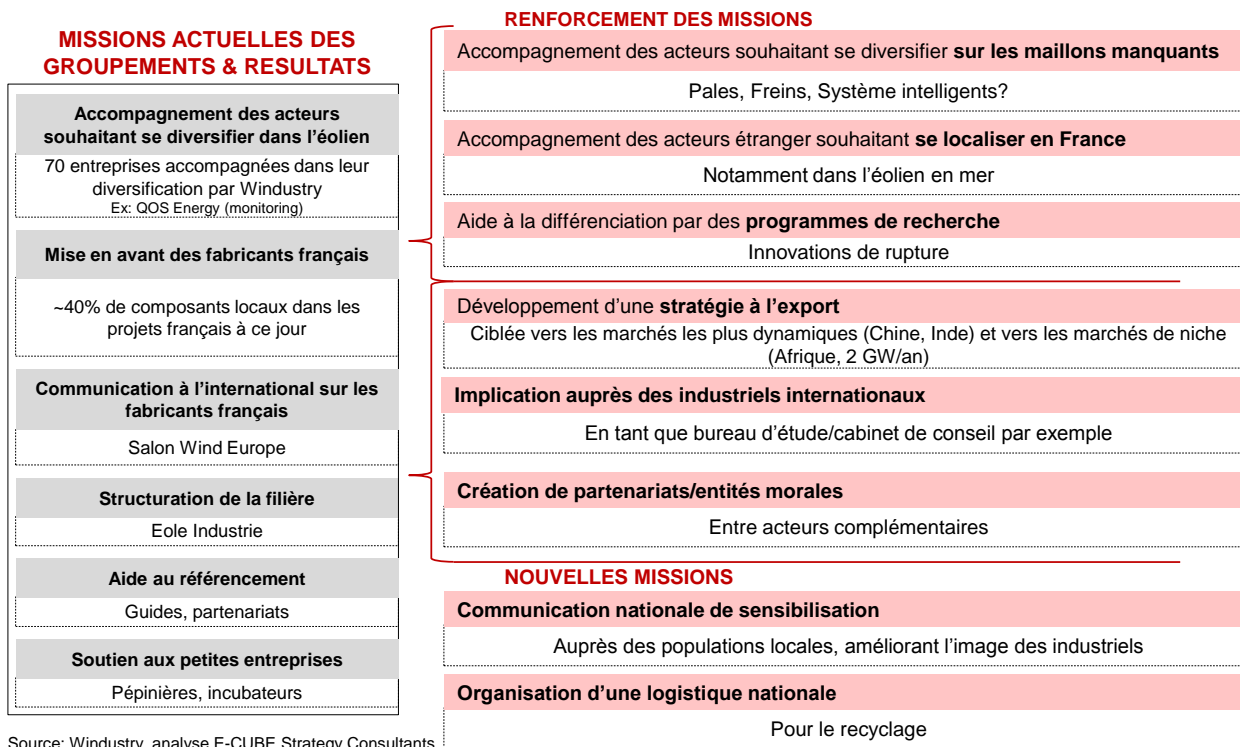 MISSIONS ACTUELLES DES
GROUPEMENTS & RESULTATS
Accompagnement des acteurs
souhaitant se diversifier dans l'éolien
70 entreprises accompagnées dans leur
diversification par Windustry
Ex: QOS Energy (monitoring)
Mise en avant des fabricants français
~40% de composants locaux dans les
projets français à ce jour
Communication à l'international sur les
fabricants français
Salon Wind Europe
Structuration de la filière
Eole Industrie
Aide au référencement
Guides, partenariats
Soutien aux petites entreprises
Pépinières, incubateurs
Source: Windustry, analyse E-CUBE Strategy Consultants
RENFORCEMENT DES MISSIONS
Accompagnement des acteurs souhaitant se diversifier sur les maillons manquants
Pales, Freins, Système intelligents?
Accompagnement des acteurs étranger souhaitant se localiser en France
Notamment dans l'éolien en mer
Aide à la différenciation par des programmes de recherche
Innovations de rupture
Développement d'une stratégie à l'export
Ciblée vers les marchés les plus dynamiques (Chine, Inde) et vers les marchés de niche
(Afrique, 2 GW/an)
Implication auprès des industriels internationaux
En tant que bureau d'étude/cabinet de conseil par exemple
Création de partenariats/entités morales
Entre acteurs complémentaires
NOUVELLES MISSIONS
Communication nationale de sensibilisation
Auprès des populations locales, améliorant l'image des industriels
Organisation d'une logistique nationale
Pour le recyclage